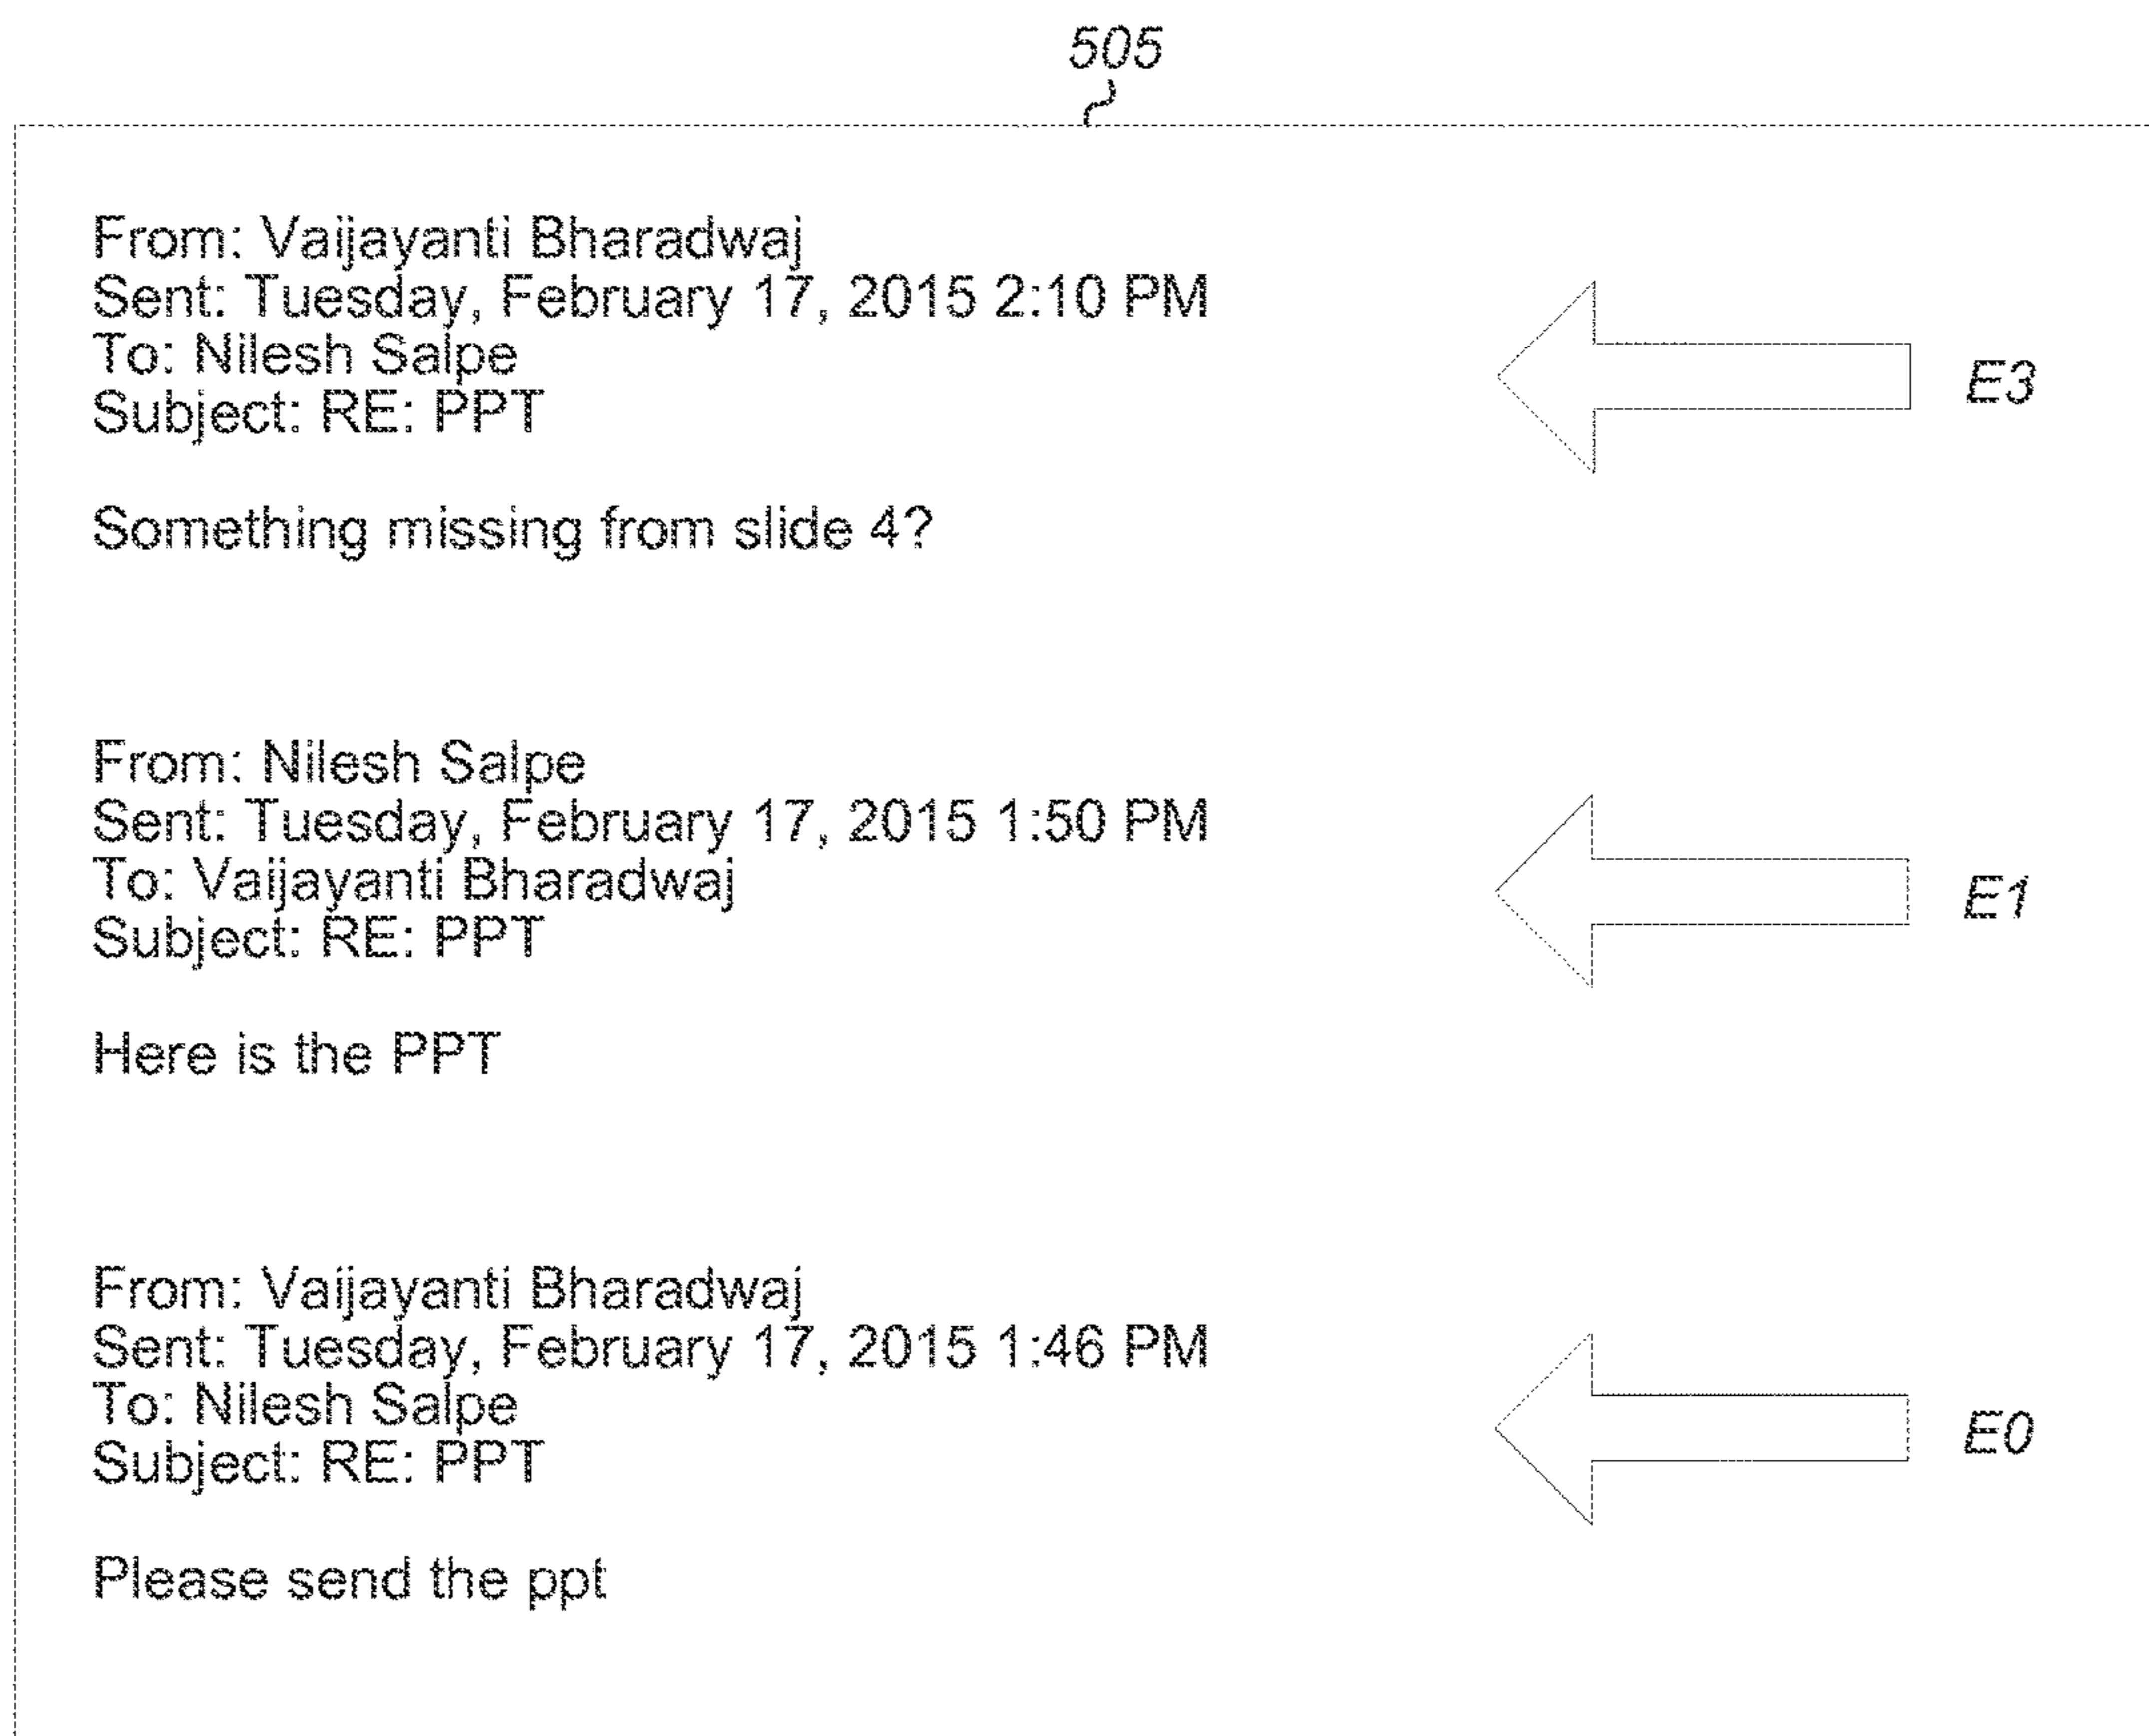 505
From: Vaijayanti Bharadwaj
Sent: Tuesday, February 17, 2015 2:10 PM
To: Nilesh Salpe
Subject: RE: PPT
E3
Something missing from slide 4?
From: Nilesh Salpe
Sent: Tuesday, February 17, 2015 1:50 PM
To: Vaijayanti Bharadwaj
Subject: RE: PPT
E1
Here is the PPT
From: Vaijayanti Bharadwaj
Sent: Tuesday, February 17, 2015 1:46 PM
To: Nilesh Salpe
Subject: RE: PPT
E0
Please send the ppt